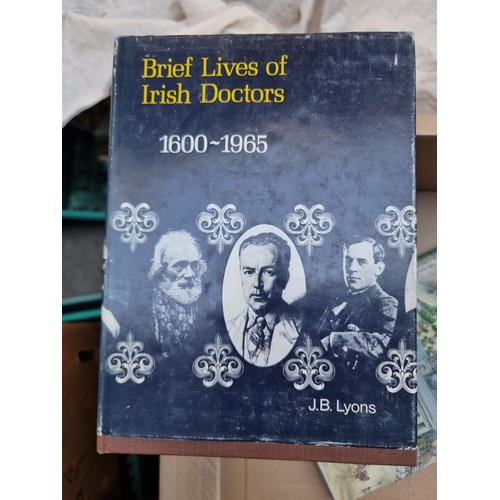 Brief Lives of
Irish Doctors
1600~1965
J.B. Lyons